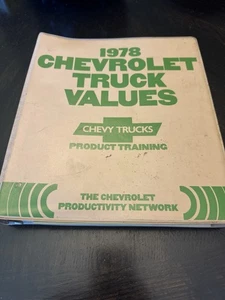 1978
CHEVROLET
TRUCK
VALUES
CHEVY TRUCKS
PRODUCT TRAINING
THE CHEVROLET
PRODUCTIVITY NETWORK